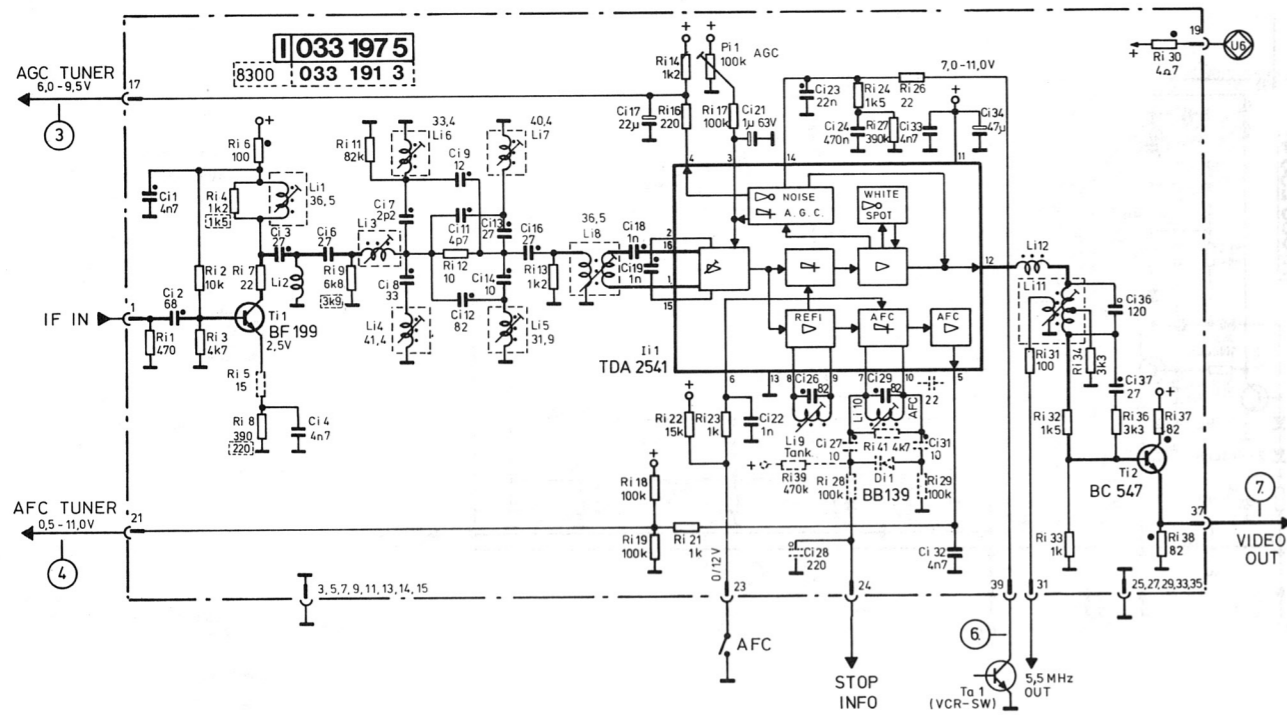 I 033 197 5
8300 033 191 3
AGC TUNER
6,0-9,5V
17
3
+
Ri 6
100
Ci 1
4n7
Ri 4
1k2
1k5
Li 1
36,5
Ci 3
27
Ci 6
27
Li 3
Ri 2
10k
Ri 7
22
Li2
Ri 9
6k8
3k9
Ci 2
68
1
IF IN
Ri 1
470
Ri 3
4k7
Ti 1
BF 199
2,5V
Ri 5
15
Ri 8
390
220
Ci 4
4n7
Ri 11
82k
33,4
Li 6
40,4
Li 7
Ci 9
12
Ci 7
2p2
Ci 11
4p7
Ci 13
27
Ci 16
27
Ri 12
10
Ci 14
10
Ci 8
33
Ci 12
82
Li 4
41,4
Li 5
31,9
Ri 13
1k2
36,5
Li 8
Ci 18
1n
Ci 19
1n
+
Ri 14
1k2
+
Pi 1
100k
AGC
Ci 17
22µ
Ri 16
220
Ri 17
100k
Ci 21
1µ 63V
Ci 23
22n
Ri 24
1k5
Ri 26
22
7,0-11,0V
Ci 24
470n
Ri 27
390k
Ci 33
4n7
+
Ci 34
47µ
+
Ri 30
4Ω7
19
U6
4
3
14
11
2
16
1
15
NOISE
A.G.C.
WHITE
SPOT
REFI
AFC
AFC
12
Ii 1
TDA 2541
6
13
8
9
7
10
5
Ci 26
82
Ci 29
82
22
Li 9
Tank
Li 10
AFC
+
Ri 22
15k
Ri 23
1k
Ci 22
1n
Ci 27
10
Ri 41 4k7
Ci 31
10
+
Ri 39
470k
Ri 28
100k
Di 1
BB139
Ri 29
100k
+
Ri 18
100k
Ri 19
100k
Ri 21
1k
AFC TUNER
0,5-11,0V
21
4
Ci 28
220
Ci 32
4n7
0/12V
3, 5, 7, 9, 11, 13, 14, 15
23
24
39
31
25, 27, 29, 33, 35
AFC
STOP
INFO
6.
Ta 1
(VCR-SW)
5,5 MHz
OUT
Li12
Li11
Ri 31
100
Ri 34
3k3
Ci 36
120
Ci 37
27
Ri 32
1k5
Ri 36
3k3
+
Ri 37
82
Ti 2
BC 547
Ri 33
1k
Ri 38
82
37
7.
VIDEO
OUT